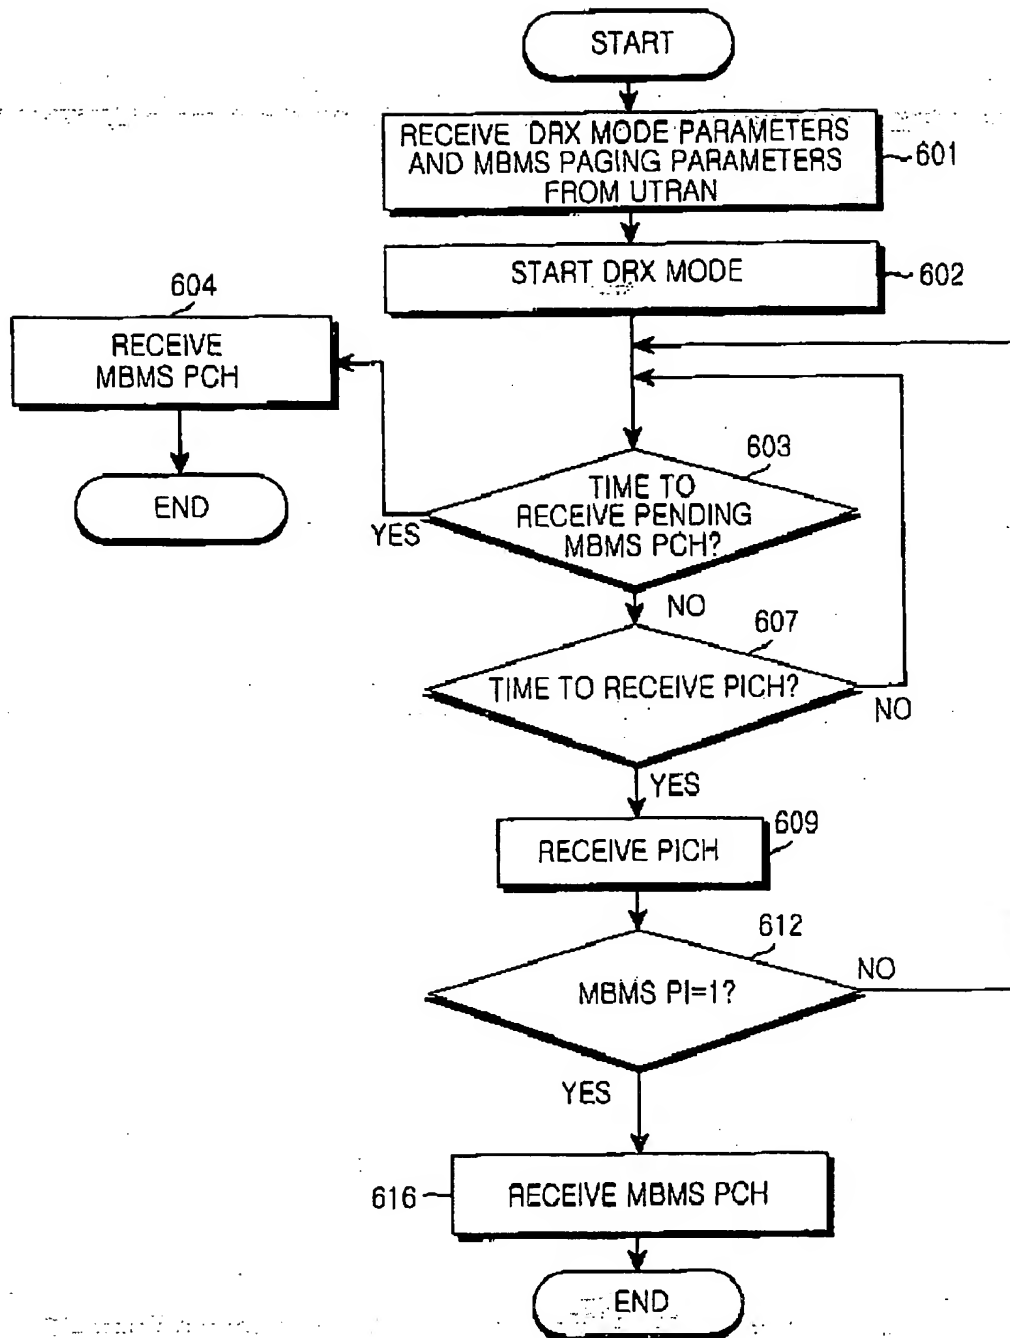 START
RECEIVE DRX MODE PARAMETERS
AND MBMS PAGING PARAMETERS
FROM UTRAN
601
START DRX MODE
602
604
RECEIVE
MBMS PCH
END
603
TIME TO
RECEIVE PENDING
MBMS PCH?
YES
NO
607
TIME TO RECEIVE PICH?
NO
YES
609
RECEIVE PICH
612
MBMS PI=1?
NO
YES
616
RECEIVE MBMS PCH
END